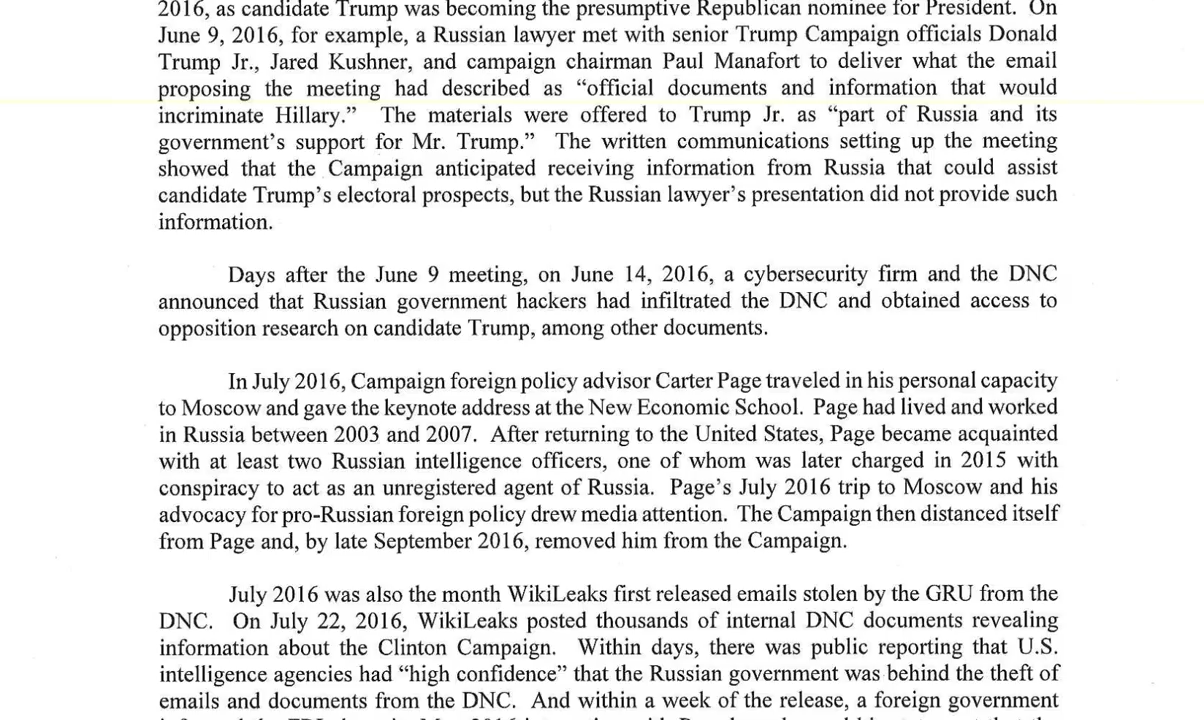 2016, as candidate Trump was becoming the presumptive Republican nominee for President. On
June 9, 2016, for example, a Russian lawyer met with senior Trump Campaign officials Donald
Trump Jr., Jared Kushner, and campaign chairman Paul Manafort to deliver what the email
proposing the meeting had described as “official documents and information that would
incriminate Hillary.” The materials were offered to Trump Jr. as “part of Russia and its
government’s support for Mr. Trump.” The written communications setting up the meeting
showed that the Campaign anticipated receiving information from Russia that could assist
candidate Trump’s electoral prospects, but the Russian lawyer’s presentation did not provide such
information.
Days after the June 9 meeting, on June 14, 2016, a cybersecurity firm and the DNC
announced that Russian government hackers had infiltrated the DNC and obtained access to
opposition research on candidate Trump, among other documents.
In July 2016, Campaign foreign policy advisor Carter Page traveled in his personal capacity
to Moscow and gave the keynote address at the New Economic School. Page had lived and worked
in Russia between 2003 and 2007. After returning to the United States, Page became acquainted
with at least two Russian intelligence officers, one of whom was later charged in 2015 with
conspiracy to act as an unregistered agent of Russia. Page’s July 2016 trip to Moscow and his
advocacy for pro-Russian foreign policy drew media attention. The Campaign then distanced itself
from Page and, by late September 2016, removed him from the Campaign.
July 2016 was also the month WikiLeaks first released emails stolen by the GRU from the
DNC. On July 22, 2016, WikiLeaks posted thousands of internal DNC documents revealing
information about the Clinton Campaign. Within days, there was public reporting that U.S.
intelligence agencies had “high confidence” that the Russian government was behind the theft of
emails and documents from the DNC. And within a week of the release, a foreign government